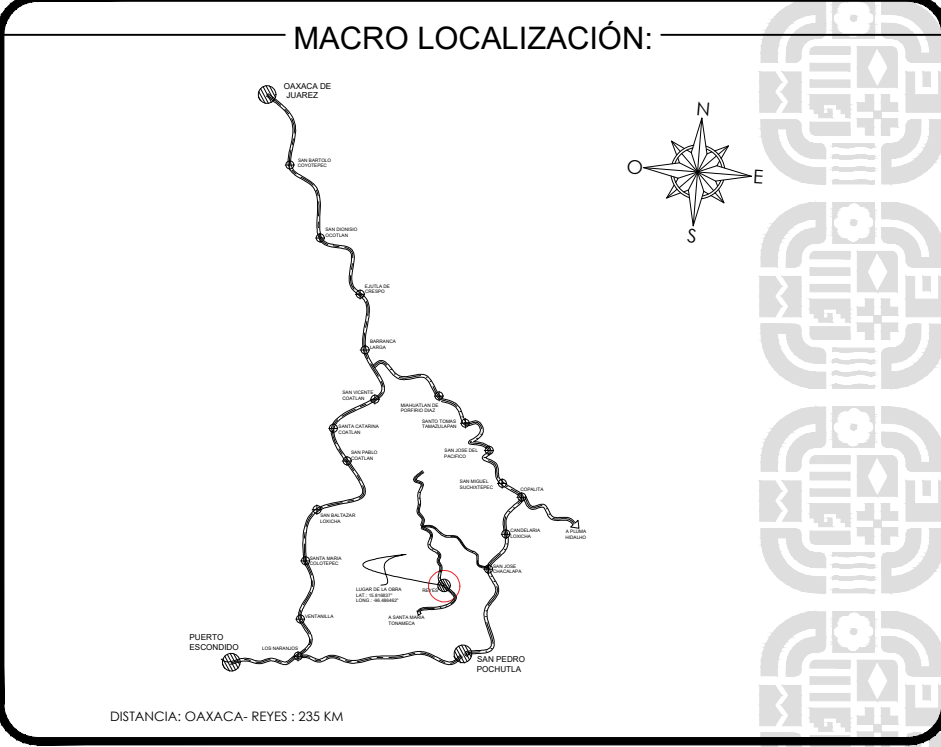 MACRO LOCALIZACIÓN:
OAXACA DE
JUAREZ
N
O
E
S
SAN BARTOLO
COYOTEPEC
SAN DIONISIO
OCOTLAN
EJUTLA DE
CRESPO
BARRANCA
LARGA
SAN VICENTE
COATLAN
MIAHUATLAN DE
PORFIRIO DIAZ
SANTO TOMAS
TAMAZULAPAN
SANTA CATARINA
COATLAN
SAN JOSE DEL
PACIFICO
SAN PABLO
COATLAN
SAN MIGUEL
SUCHIXTEPEC
COPALITA
SAN BALTAZAR
LOXICHA
CANDELARIA
LOXICHA
A PLUMA
HIDALHO
SANTA MARIA
COLOTEPEC
SAN JOSE
CHACALAPA
LUGAR DE LA OBRA
REYES
A SANTA MARIA
TONAMECA
VENTANILLA
PUERTO
ESCONDIDO
LOS NARANJOS
SAN PEDRO
POCHUTLA
DISTANCIA: OAXACA- REYES : 235 KM